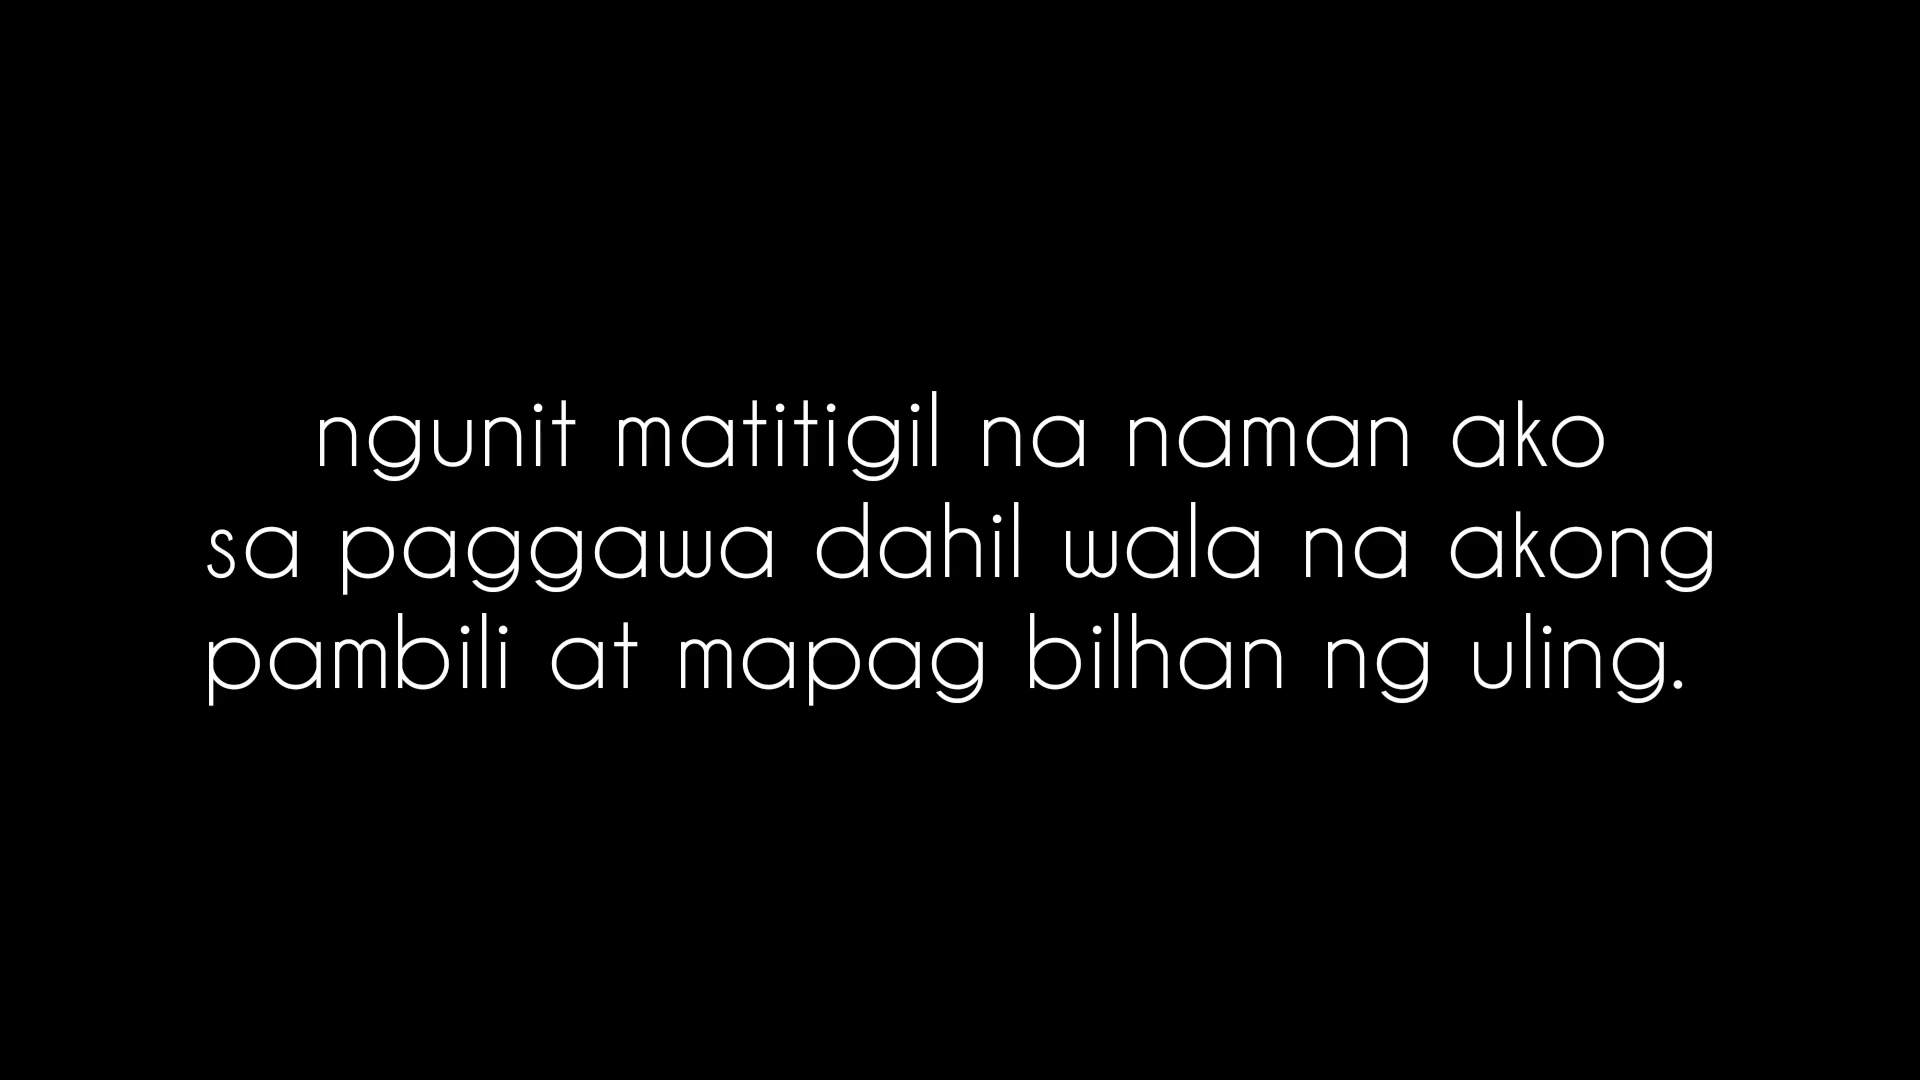 ngunit matitigil na naman ako
sa paggawa dahil wala na akong
pambili at mapag bilhan ng uling.